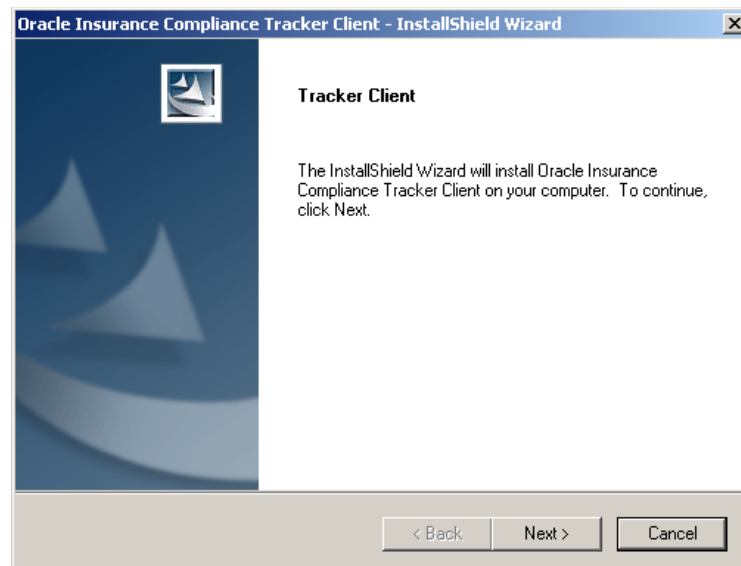 Oracle Insurance Compliance Tracker Client - InstallShield Wizard
Tracker Client
The InstallShield Wizard will install Oracle Insurance
Compliance Tracker Client on your computer. To continue,
click Next.
< Back
Next >
Cancel